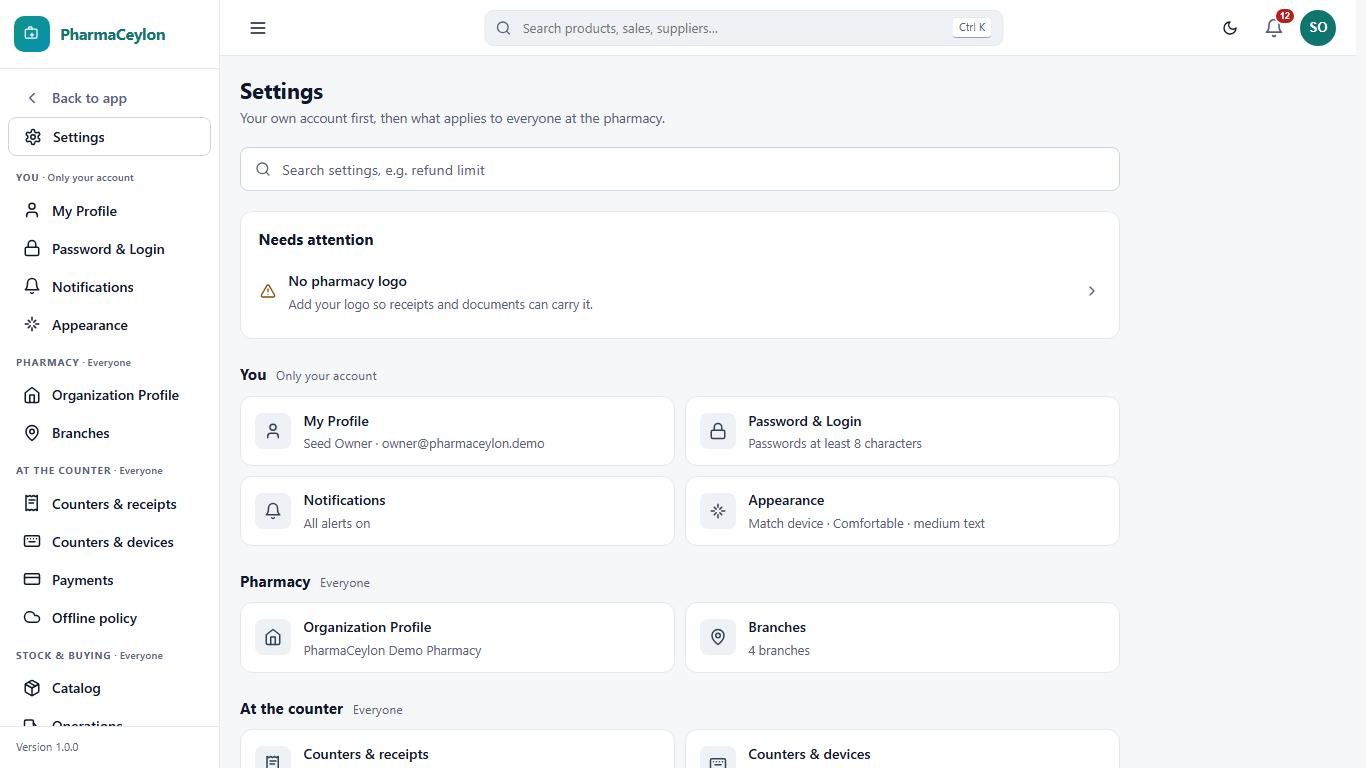 PharmaCeylon
Search products, sales, suppliers...
Ctrl K
12
SO
Back to app
Settings
YOU · Only your account
My Profile
Password & Login
Notifications
Appearance
PHARMACY · Everyone
Organization Profile
Branches
AT THE COUNTER · Everyone
Counters & receipts
Counters & devices
Payments
Offline policy
STOCK & BUYING · Everyone
Catalog
Operations
Version 1.0.0
Settings
Your own account first, then what applies to everyone at the pharmacy.
Search settings, e.g. refund limit
Needs attention
No pharmacy logo
Add your logo so receipts and documents can carry it.
You Only your account
My Profile
Seed Owner · owner@pharmaceylon.demo
Password & Login
Passwords at least 8 characters
Notifications
All alerts on
Appearance
Match device · Comfortable · medium text
Pharmacy Everyone
Organization Profile
PharmaCeylon Demo Pharmacy
Branches
4 branches
At the counter Everyone
Counters & receipts
Counters & devices